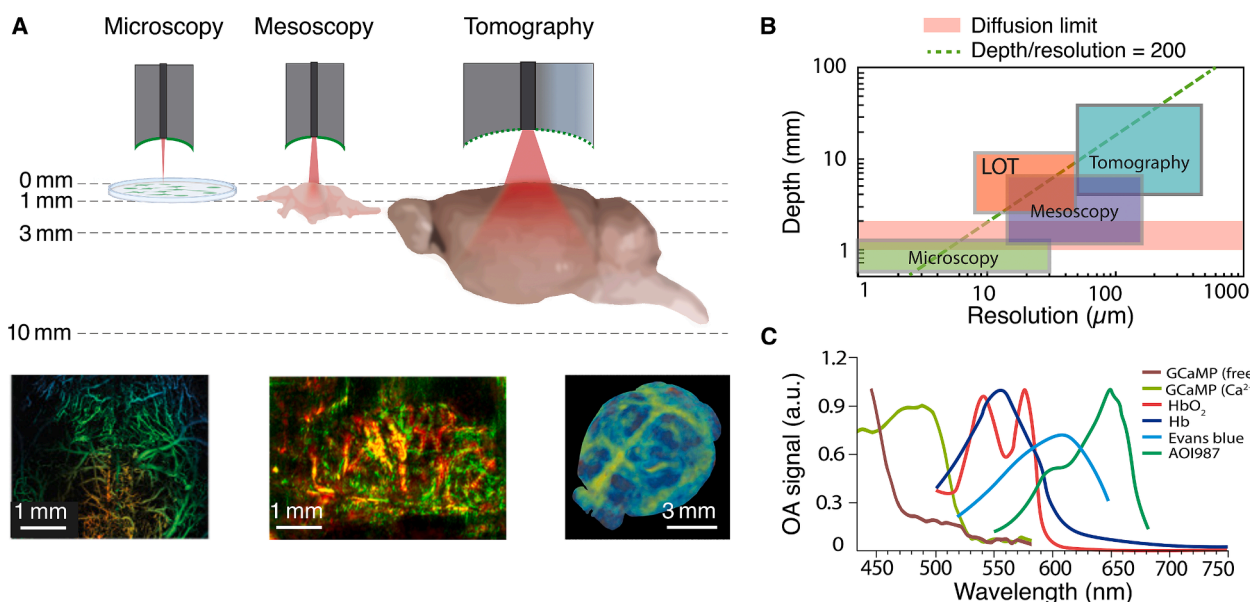 A
Microscopy
Mesoscopy
Tomography
0 mm
1 mm
3 mm
10 mm
1 mm
1 mm
3 mm
B
Diffusion limit
Depth/resolution = 200
100
10
1
Depth (mm)
LOT
Tomography
Mesoscopy
Microscopy
1
10
100
1000
Resolution (µm)
C
1.2
0.9
0.6
0.3
0
OA signal (a.u.)
GCaMP (free
GCaMP (Ca²⁻
HbO₂
Hb
Evans blue
AOI987
450
500
550
600
650
700
750
Wavelength (nm)